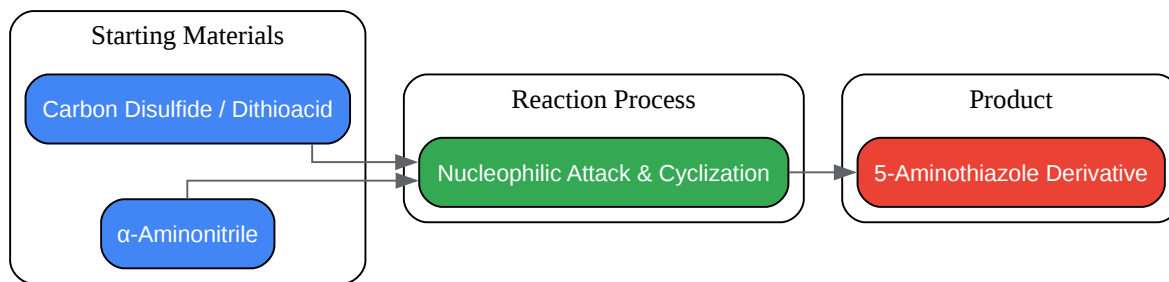 Starting Materials
Carbon Disulfide / Dithioacid
α-Aminonitrile
Reaction Process
Nucleophilic Attack & Cyclization
Product
5-Aminothiazole Derivative